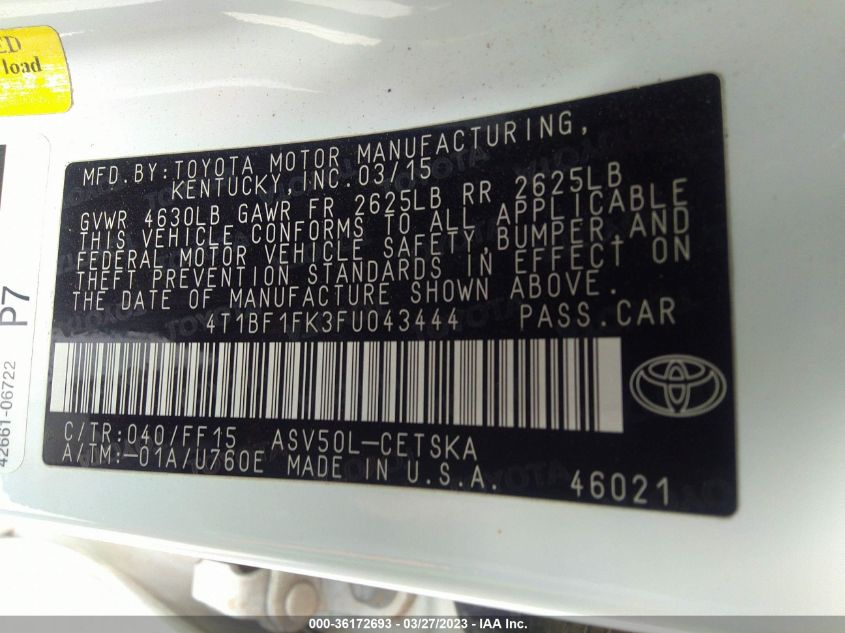 ED
load
P7
42661-06722
MFD. BY: TOYOTA MOTOR MANUFACTURING,
KENTUCKY, INC. 03/15
GVWR 4630LB GAWR FR 2625LB RR 2625LB
THIS VEHICLE CONFORMS TO ALL APPLICABLE
FEDERAL MOTOR VEHICLE SAFETY, BUMPER, AND
THEFT PREVENTION STANDARDS IN EFFECT ON
THE DATE OF MANUFACTURE SHOWN ABOVE.
4T1BF1FK3FU043444 PASS.CAR
C/TR:040/FF15 ASV50L-CETSKA
A/TM:-01A/U760E MADE IN U.S.A.
46021
000-36172693 - 03/27/2023 - IAA Inc.